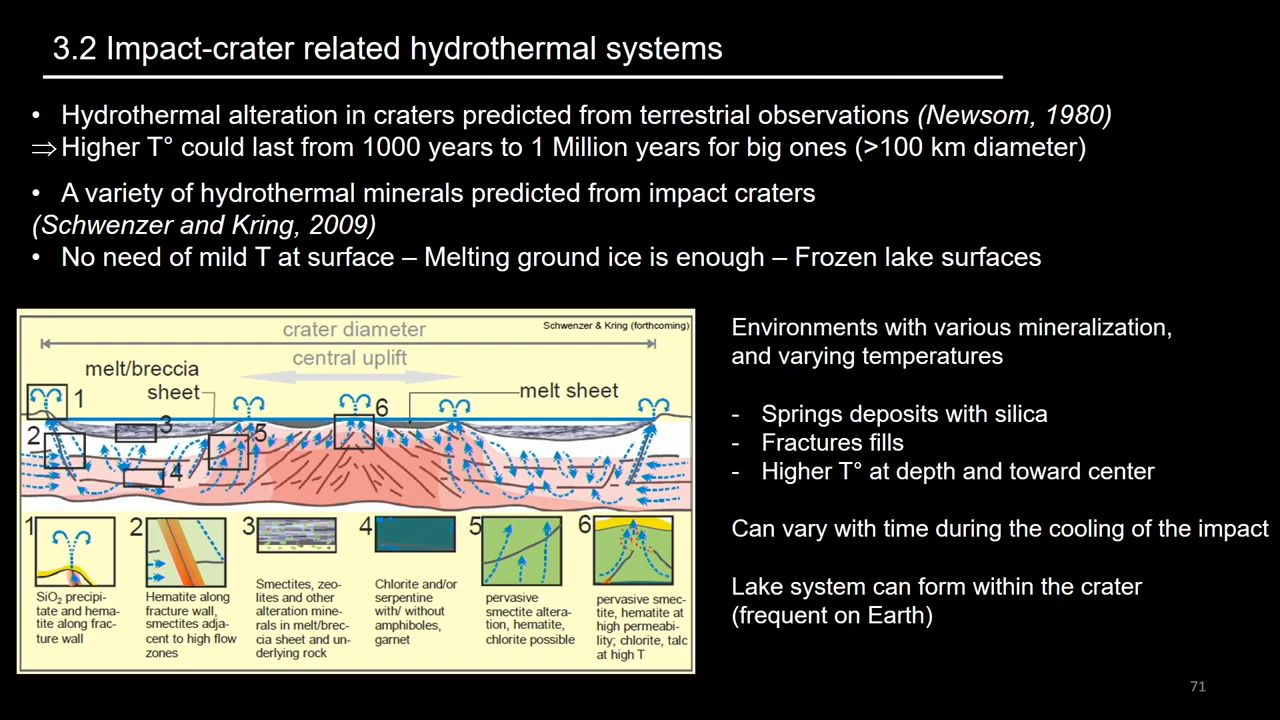 3.2 Impact-crater related hydrothermal systems
• Hydrothermal alteration in craters predicted from terrestrial observations (Newsom, 1980)
⇒ Higher T° could last from 1000 years to 1 Million years for big ones (>100 km diameter)
• A variety of hydrothermal minerals predicted from impact craters
(Schwenzer and Kring, 2009)
• No need of mild T at surface – Melting ground ice is enough – Frozen lake surfaces
crater diameter
Schwenzer & Kring (forthcoming)
central uplift
melt/breccia
sheet
melt sheet
1
2
3
4
5
6
1
SiO₂ precipi-
tate and hema-
tite along frac-
ture wall
2
Hematite along
fracture wall,
smectites adja-
cent to high flow
zones
3
Smectites, zeo-
lites and other
alteration mine-
rals in melt/brec-
cia sheet and un-
derlying rock
4
Chlorite and/or
serpentine
with/ without
amphiboles,
garnet
5
pervasive
smectite altera-
tion, hematite,
chlorite possible
6
pervasive smec-
tite, hematite at
high permeabi-
lity; chlorite, talc
at high T
Environments with various mineralization,
and varying temperatures
- Springs deposits with silica
- Fractures fills
- Higher T° at depth and toward center
Can vary with time during the cooling of the impact
Lake system can form within the crater
(frequent on Earth)
71